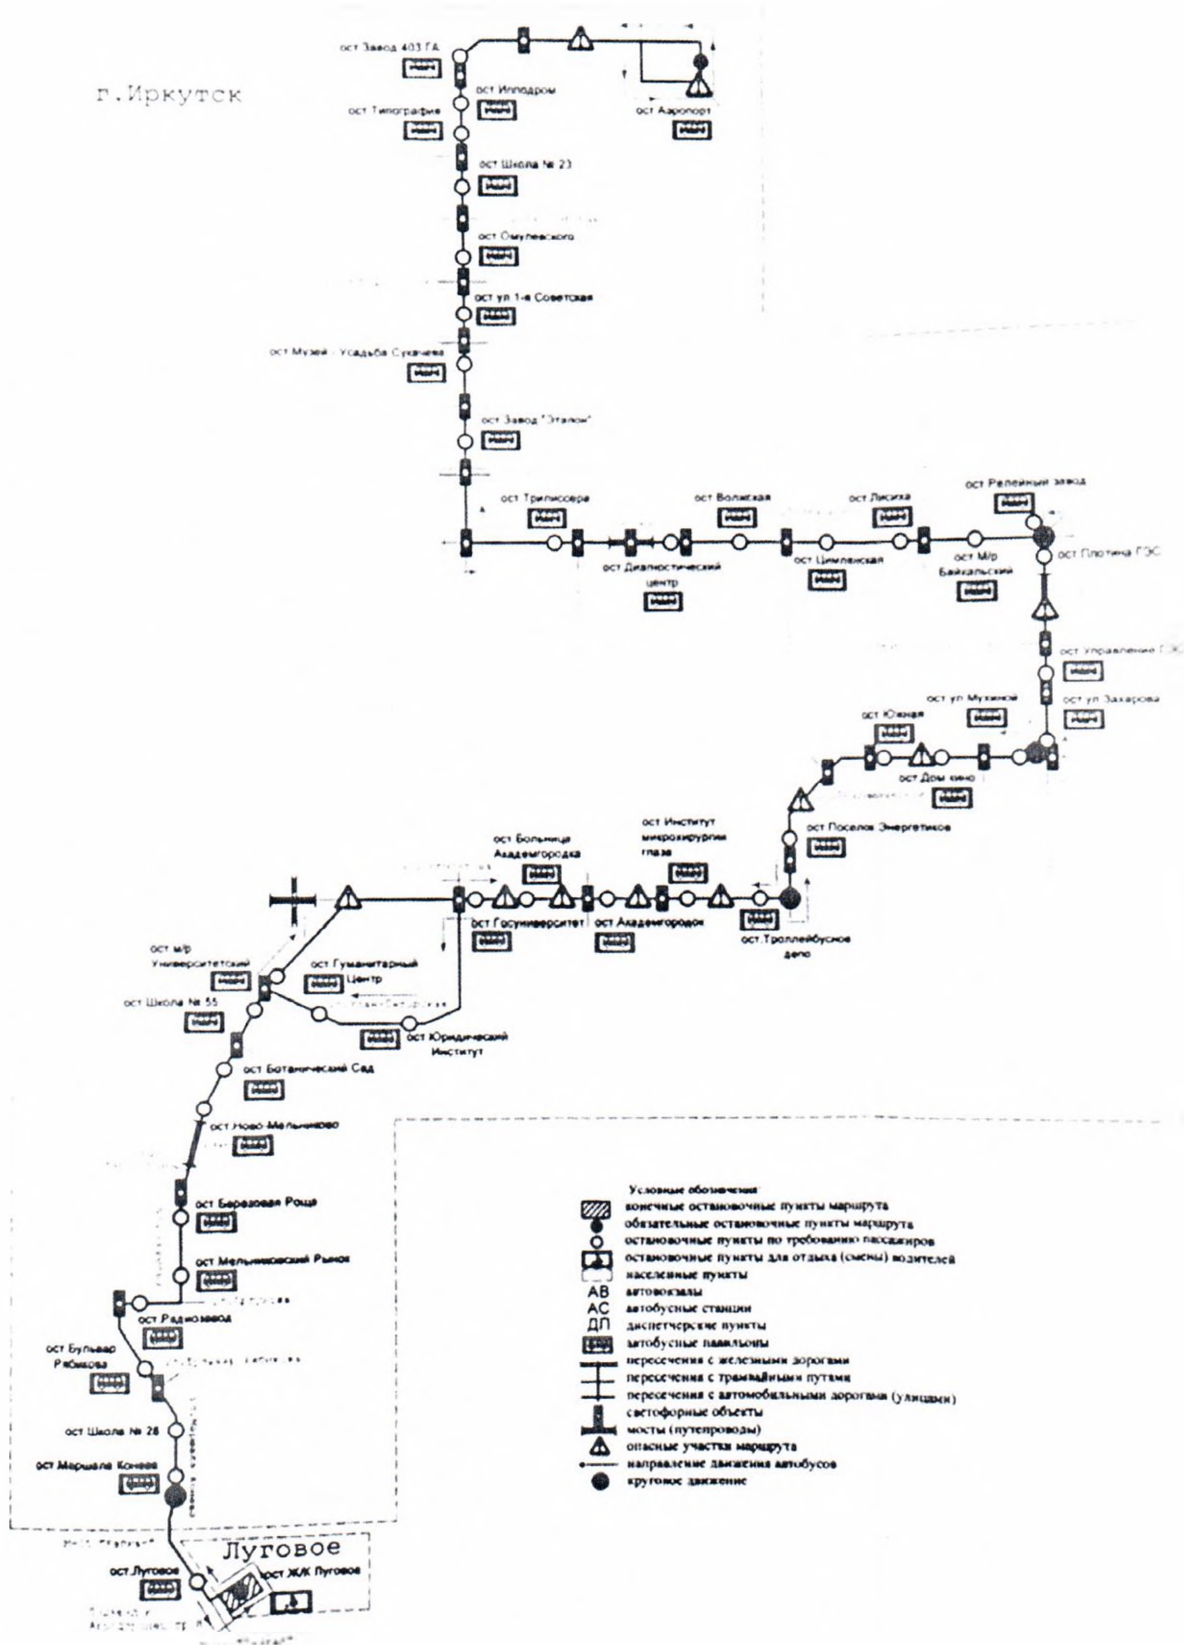 г.Иркутск
ост Завод 403 ГА
ост Ипподром
ост Типография
ост Аэропорт
ост Школа № 23
ост Омулевского
ост ул 1-я Советская
ост Музей - Усадьба Сукачева
ост Завод "Эталон"
ост Трилиссера
ост Волжская
ост Лисиха
ост Релейный завод
ост Диагностический
центр
ост Цимлянская
ост М/р
Байкальский
ост Плотина ГЭС
ост Управление
ост ул Мухиной
ост ул Захарова
ост Южная
ост Дом кино
ост Поселок Энергетиков
ост Институт
микрохирургии
глаза
ост Больница
Академгородка
ост Госуниверситет
ост Академгородок
ост.Троллейбусное
депо
ост м/р
Университетский
ост Гуманитарный
Центр
ост Школа № 55
ост Юридический
Институт
ост Ботанический Сад
ост.Ново-Мельниково
ост Березовая Роща
ост Мельниковский Рынок
ост.Радиозавод
ост Бульвар
Рябикова
ост.Школа № 28
ост.Маршала Конева
Луговое
ост.Луговое
ост Ж/К Луговое
Условные обозначения:
конечные остановочные пункты маршрута
обязательные остановочные пункты маршрута
остановочные пункты по требованию пассажиров
остановочные пункты для отдыха (смены) водителей
населенные пункты
АВ автовокзалы
АС автобусные станции
ДП диспетчерские пункты
автобусные павильоны
пересечения с железными дорогами
пересечения с трамвайными путями
пересечения с автомобильными дорогами (улицами)
светофорные объекты
мосты (путепроводы)
опасные участки маршрута
направление движения автобусов
круговое движение